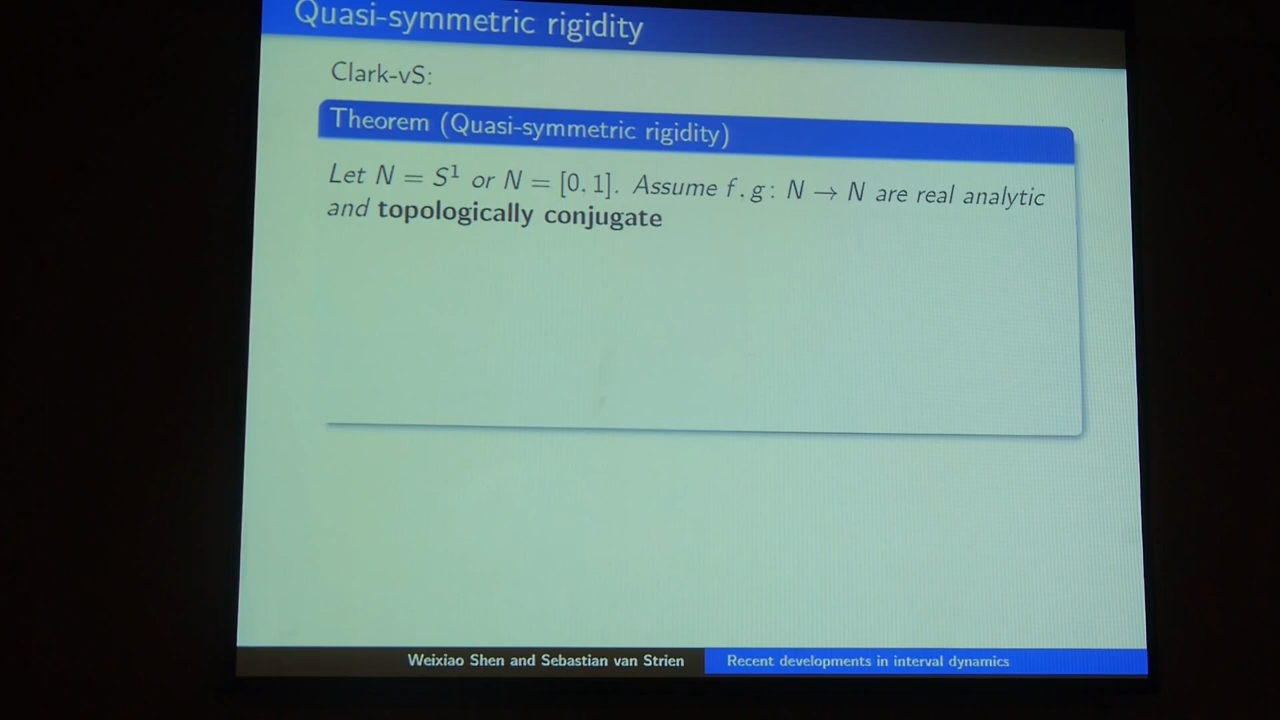 Quasi-symmetric rigidity
Clark-vS:
Theorem (Quasi-symmetric rigidity)
Let N = S¹ or N = [0, 1]. Assume f, g: N → N are real analytic
and topologically conjugate
Weixiao Shen and Sebastian van Strien
Recent developments in interval dynamics